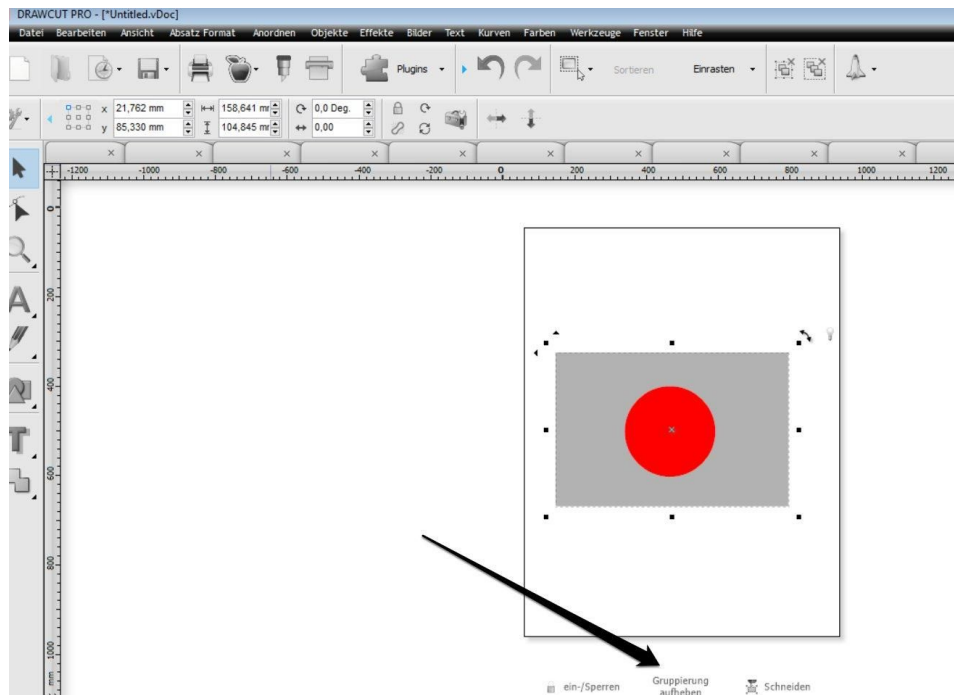 DRAWCUT PRO - [*Untitled.vDoc]
Datei Bearbeiten Ansicht Absatz Format Anordnen Objekte Effekte Bilder Text Kurven Farben Werkzeuge Fenster Hilfe
Plugins Sortieren Einrasten
x 21,762 mm 158,641 mm 0,0 Deg.
y 85,330 mm 104,845 mm 0,00
-1200 -1000 -800 -600 -400 -200 0 200 400 600 800 1000 1200
0
200
400
600
800
1000
mm
ein-/Sperren Gruppierung aufheben Schneiden